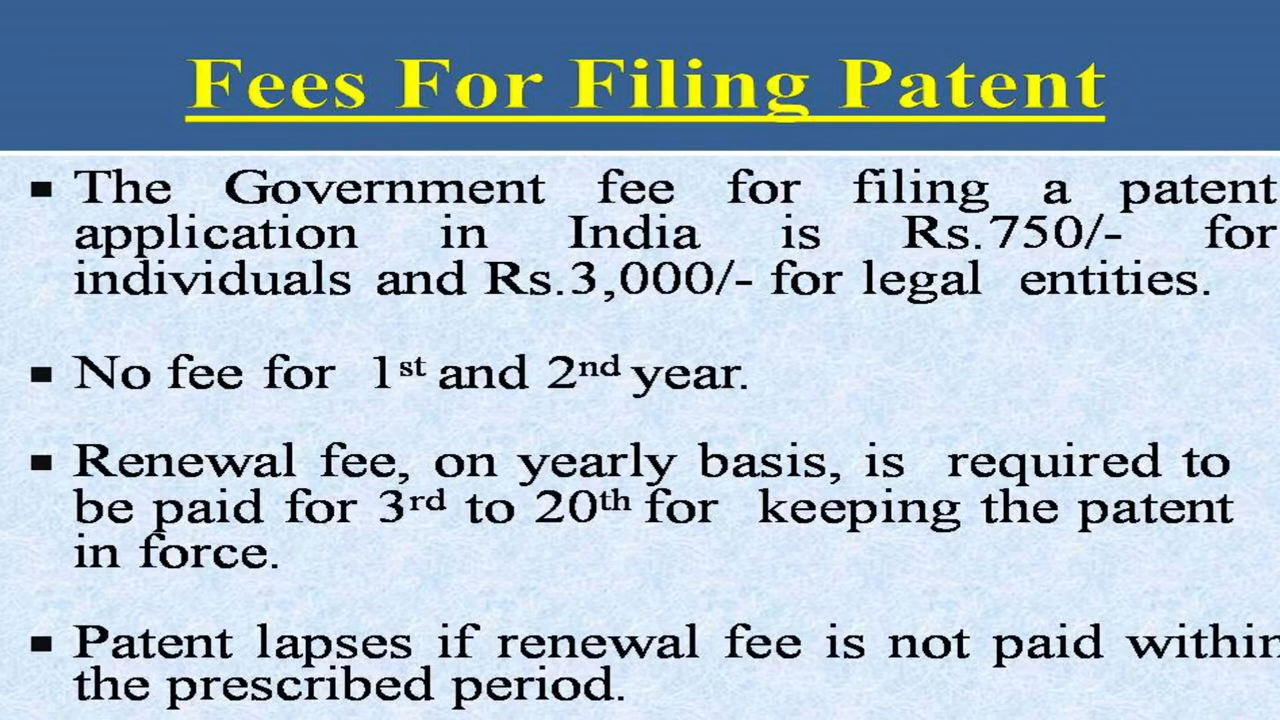 Fees For Filing Patent
▪ The Government fee for filing a patent
application in India is Rs.750/- for
individuals and Rs.3,000/- for legal entities.
▪ No fee for 1st and 2nd year.
▪ Renewal fee, on yearly basis, is required to
be paid for 3rd to 20th for keeping the patent
in force.
▪ Patent lapses if renewal fee is not paid within
the prescribed period.